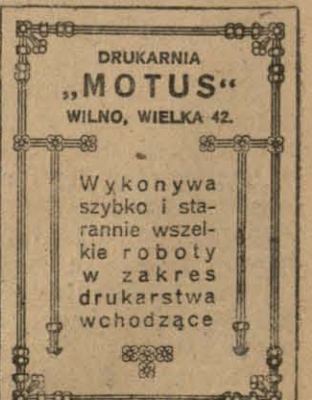 DRUKARNIA
„MOTUS“
WILNO, WIELKA 42.
Wykonywa
szybko i sta-
rannie wszel-
kie roboty
w zakres
drukarstwa
wchodzące